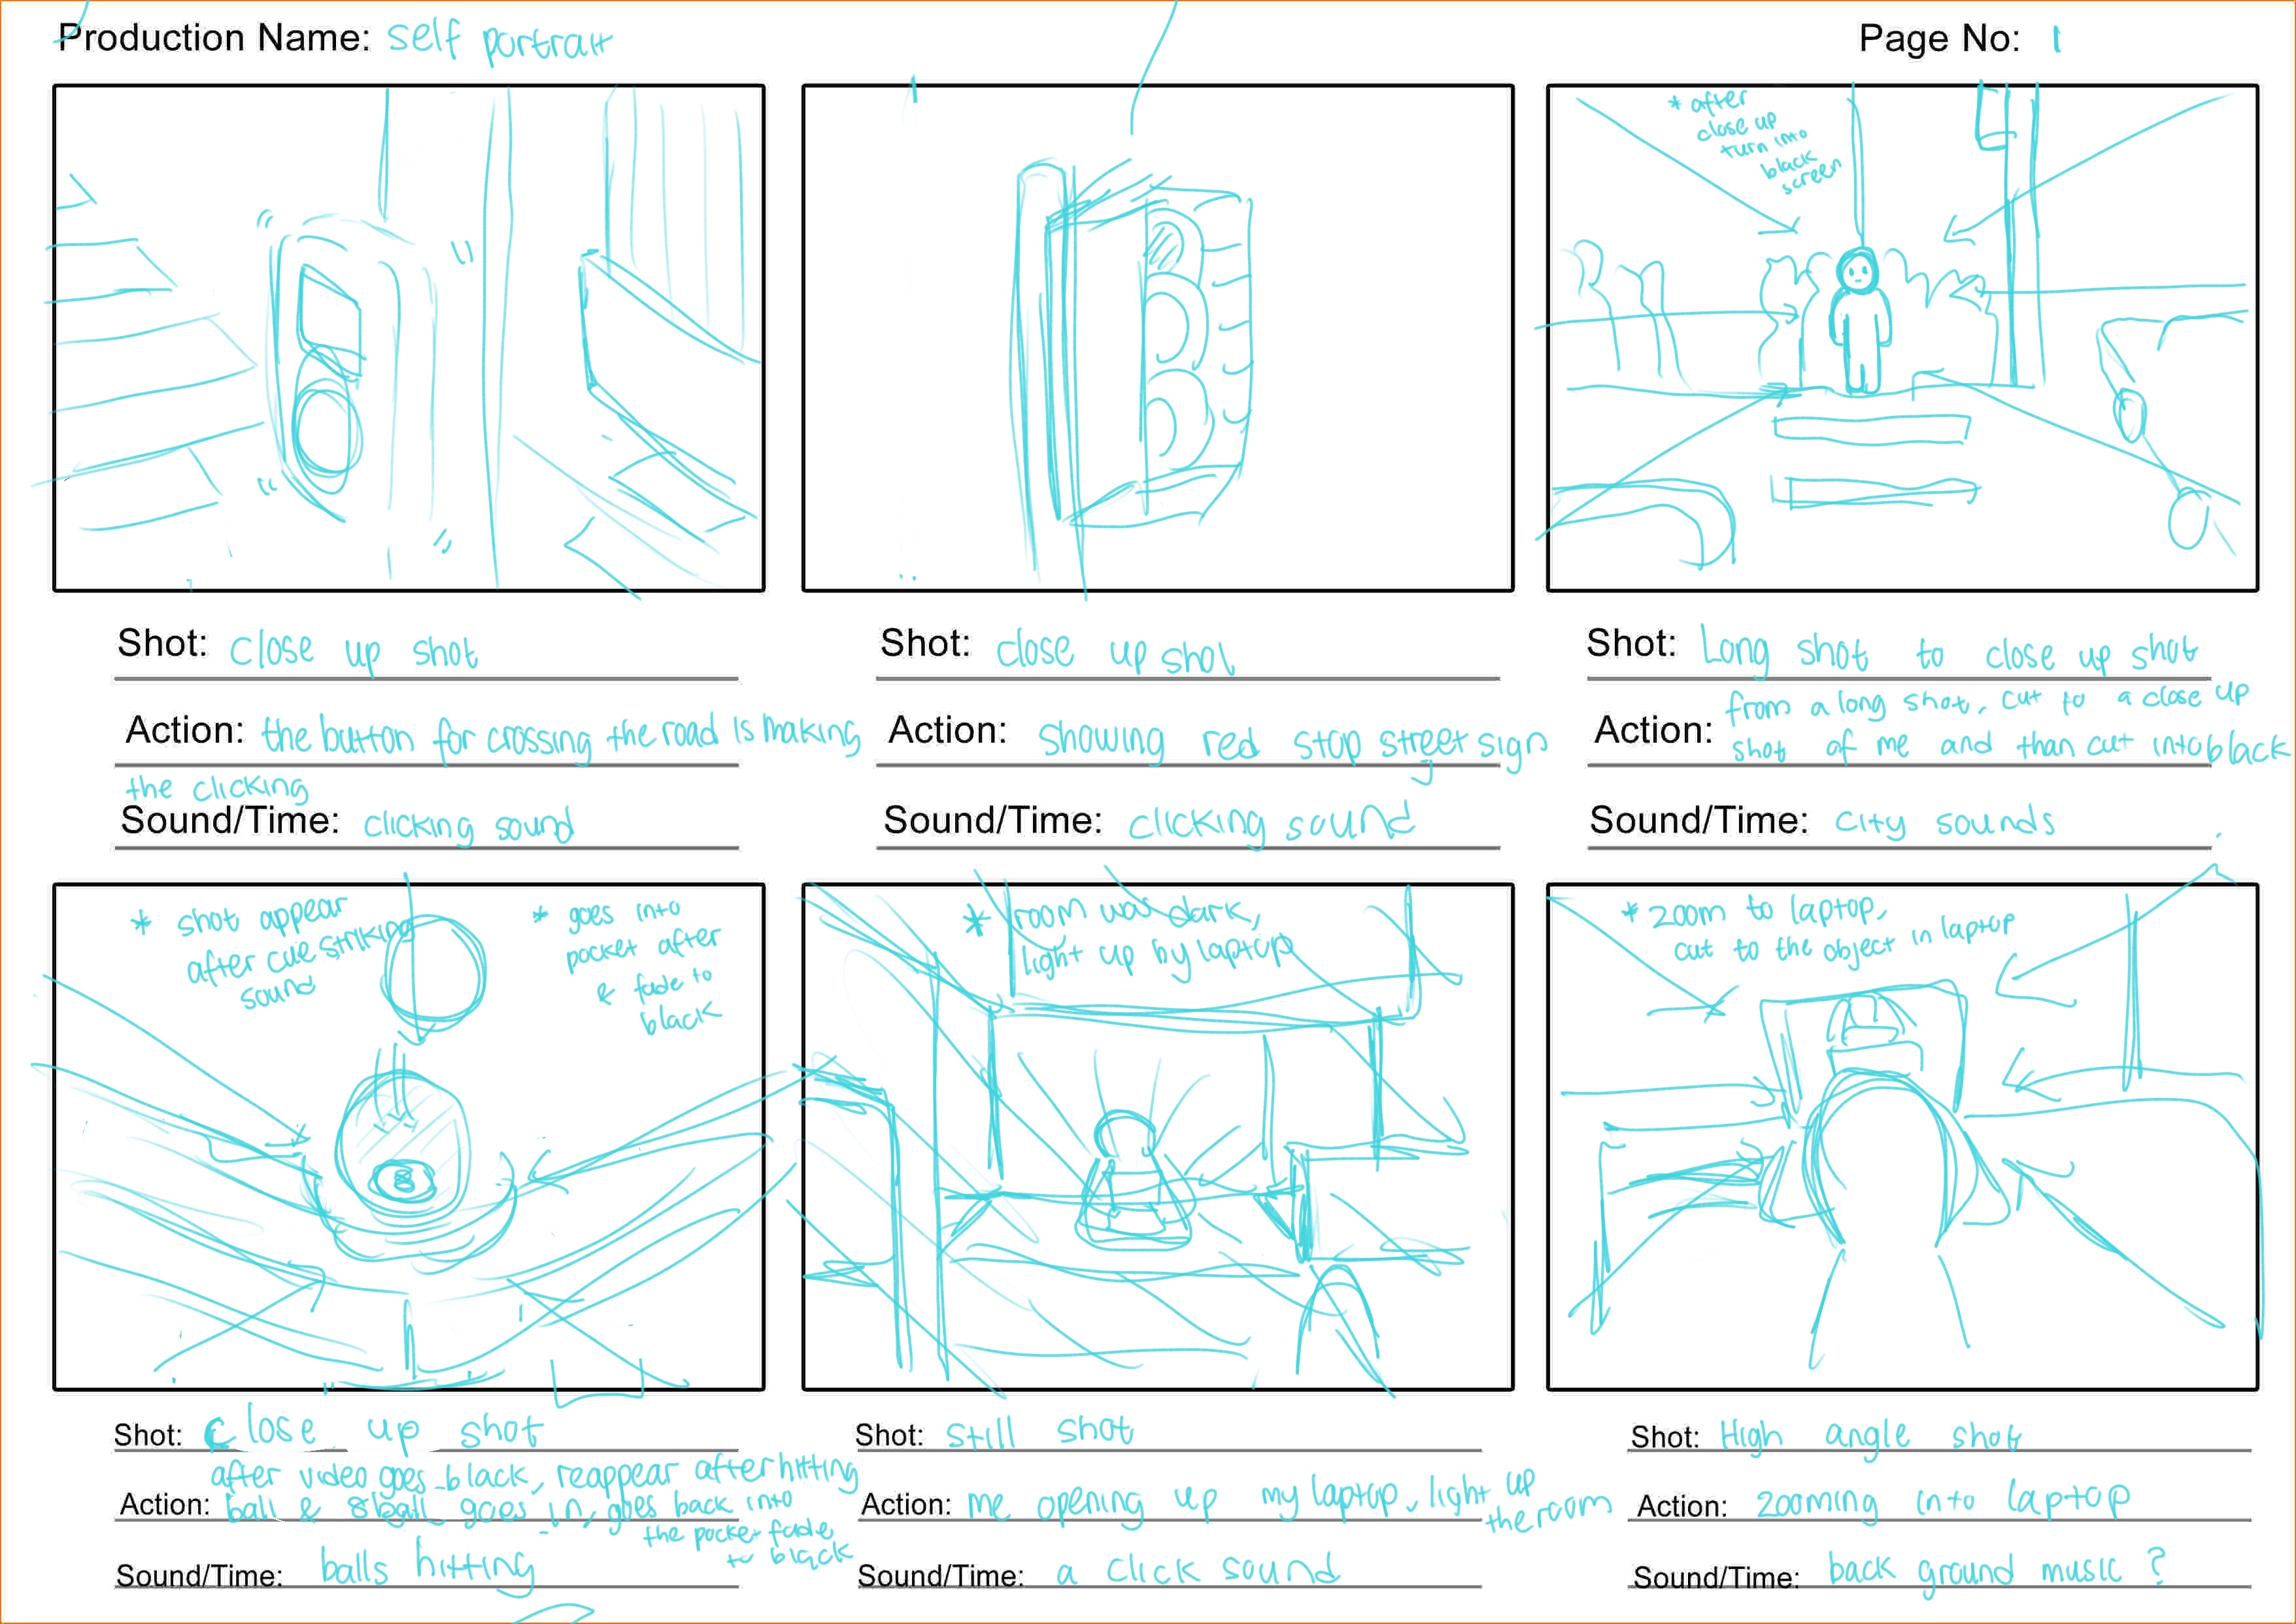 Production Name: self portrait
Page No: 1
* after
close up
turn into
black
screen
Shot: close up shot
Action: the button for crossing the road is making
the clicking
Sound/Time: clicking sound
Shot: close up shot
Action: showing red stop street sign
Sound/Time: clicking sound
Shot: Long shot to close up shot
from a long shot, cut to a close up
Action: shot of me and than cut into black
Sound/Time: city sounds
* shot appear
after cue striking
sound
* goes into
pocket after
& fade to
black
8
* room was dark,
light up by laptop
* zoom to laptop,
cut to the object in laptop
Shot: close up shot
after video goes black, reappear after hitting
Action: ball & 8ball goes in, goes back into
the pocket fade
to black
Sound/Time: balls hitting
Shot: still shot
Action: me opening up my laptop, light up
the room
Sound/Time: a click sound
Shot: High angle shot
Action: zooming into laptop
Sound/Time: back ground music ?